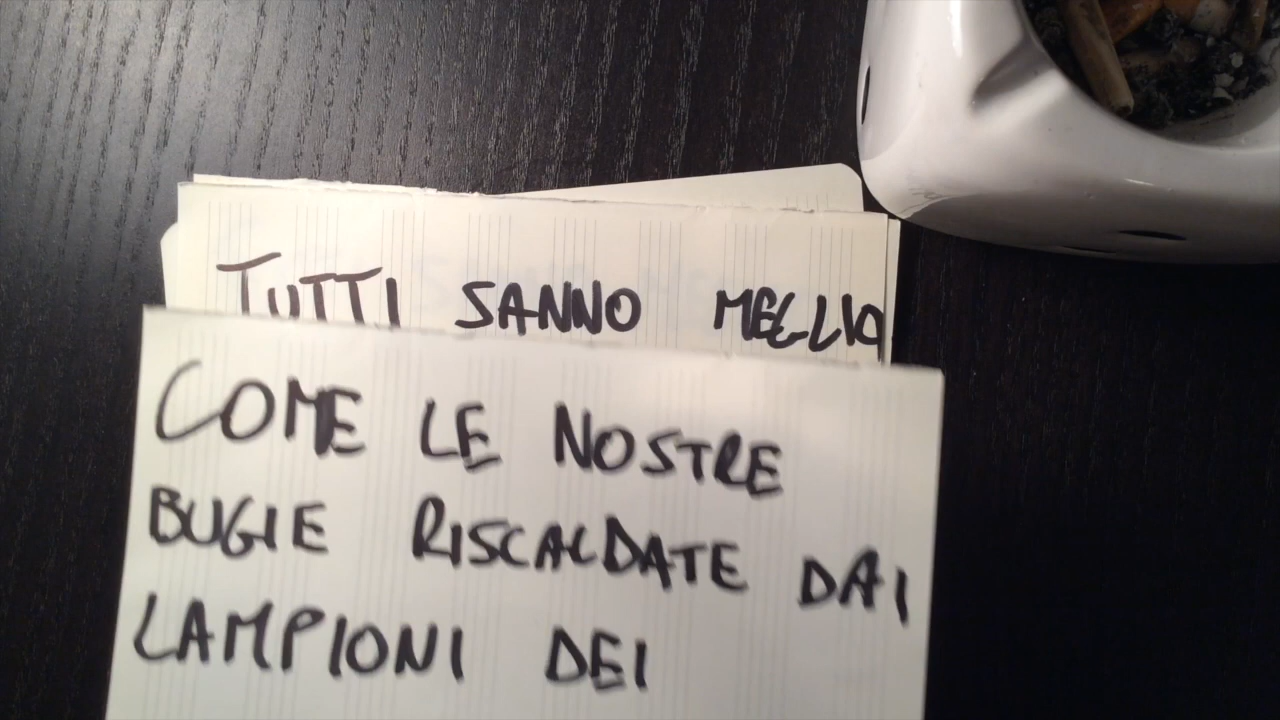 TUTTI SANNO MEGLIO
COME LE NOSTRE
BUGIE RISCALDATE DAI
LAMPIONI DEI